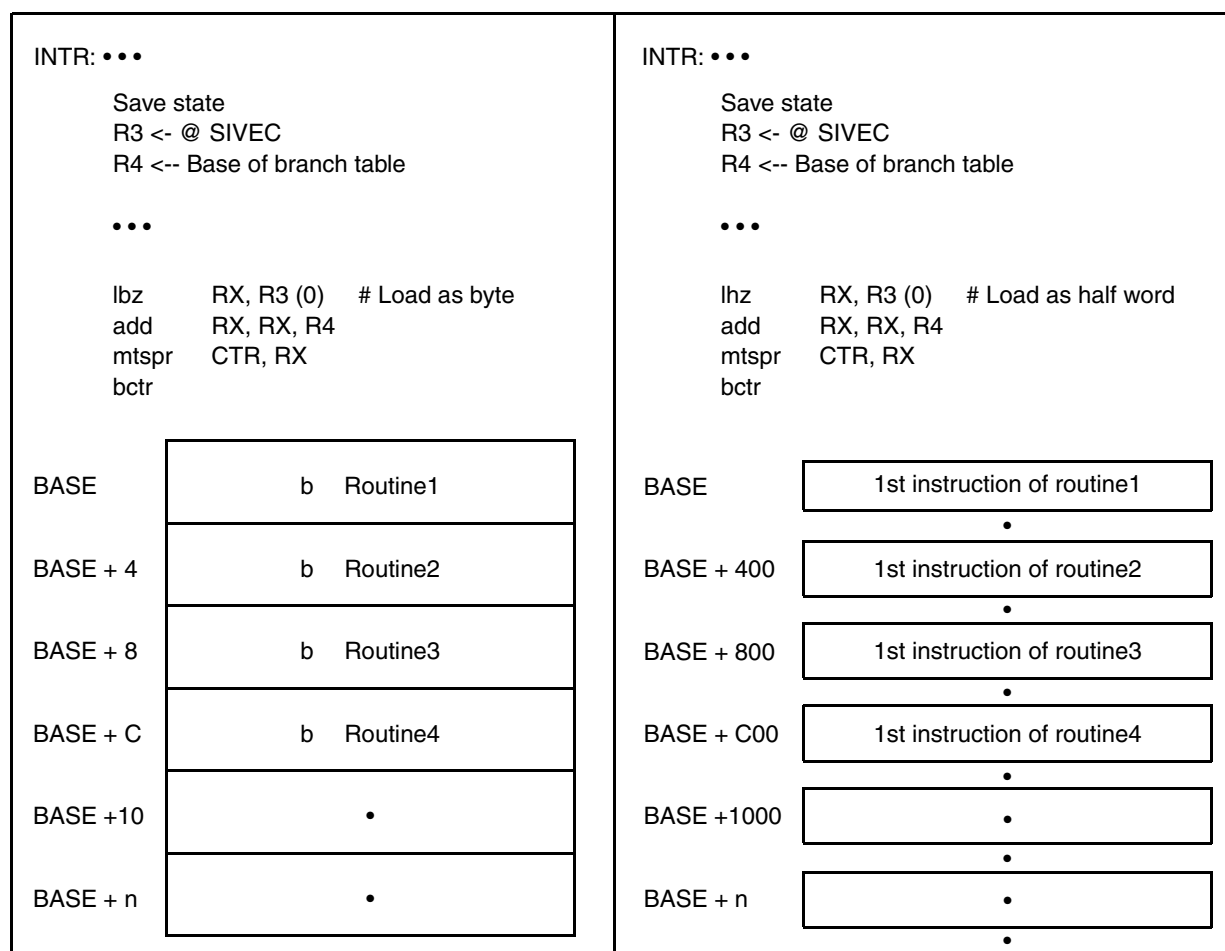 INTR: • • •
Save state
R3 <- @ SIVEC
R4 <-- Base of branch table
• • •
lbz RX, R3 (0) # Load as byte
add RX, RX, R4
mtspr CTR, RX
bctr
BASE b Routine1
BASE + 4 b Routine2
BASE + 8 b Routine3
BASE + C b Routine4
BASE +10 •
BASE + n •
INTR: • • •
Save state
R3 <- @ SIVEC
R4 <-- Base of branch table
• • •
lhz RX, R3 (0) # Load as half word
add RX, RX, R4
mtspr CTR, RX
bctr
BASE 1st instruction of routine1
•
BASE + 400 1st instruction of routine2
•
BASE + 800 1st instruction of routine3
•
BASE + C00 1st instruction of routine4
•
BASE +1000 •
•
BASE + n •
•